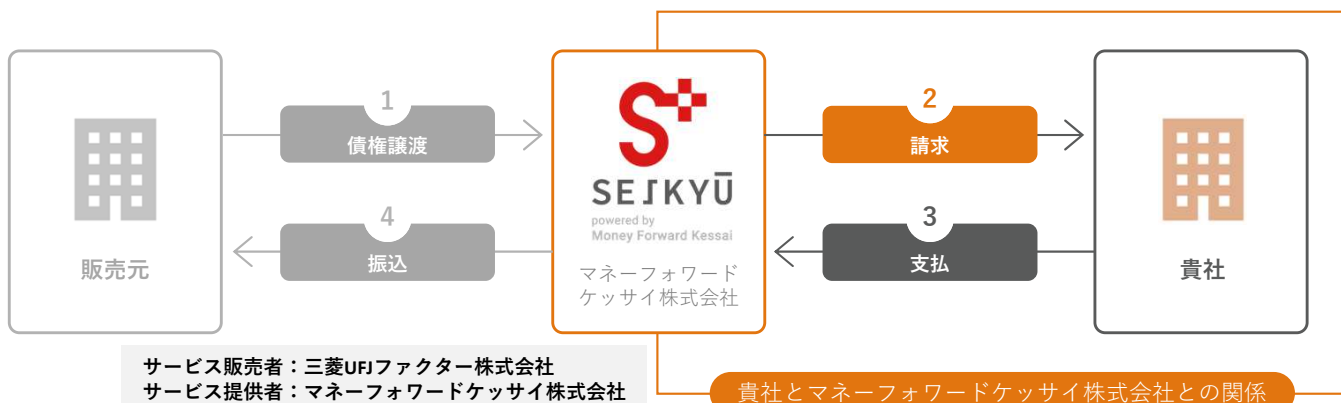 販売元
1
債権譲渡
4
振込
S+
SEIKYŪ
powered by
Money Forward Kessai
マネーフォワード
ケッサイ株式会社
2
請求
3
支払
貴社
サービス販売者：三菱UFJファクター株式会社
サービス提供者：マネーフォワードケッサイ株式会社
貴社とマネーフォワードケッサイ株式会社との関係